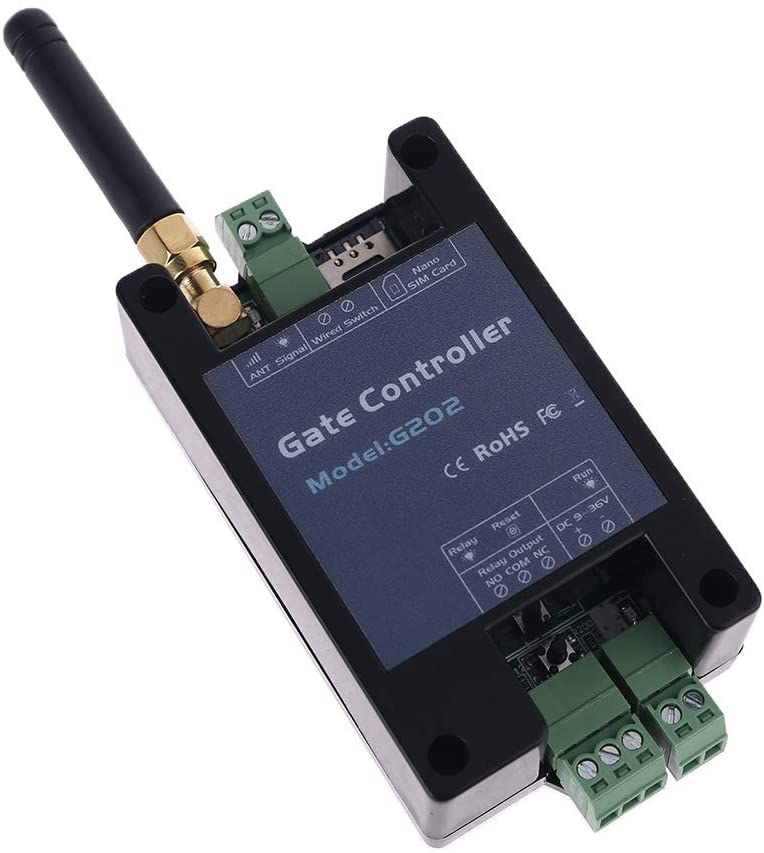 ANT Signal
Wired Switch
Nano
SIM Card
Gate Controller
Model:G202
CE RoHS FC
Relay Reset Run
Relay Output DC 9-36V
NO COM NC + -